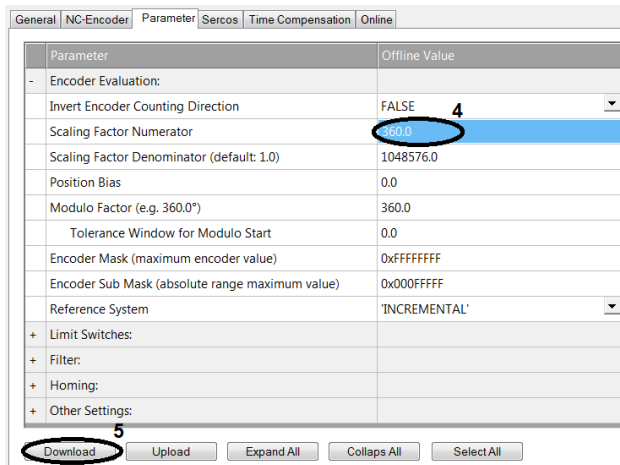 General NC-Encoder Parameter Sercos Time Compensation Online
Parameter Offline Value
- Encoder Evaluation:
Invert Encoder Counting Direction FALSE 4
Scaling Factor Numerator 360.0
Scaling Factor Denominator (default: 1.0) 1048576.0
Position Bias 0.0
Modulo Factor (e.g. 360.0°) 360.0
Tolerance Window for Modulo Start 0.0
Encoder Mask (maximum encoder value) 0xFFFFFFFF
Encoder Sub Mask (absolute range maximum value) 0x000FFFFF
Reference System 'INCREMENTAL'
+ Limit Switches:
+ Filter:
+ Homing:
+ Other Settings:
5
Download Upload Expand All Collaps All Select All